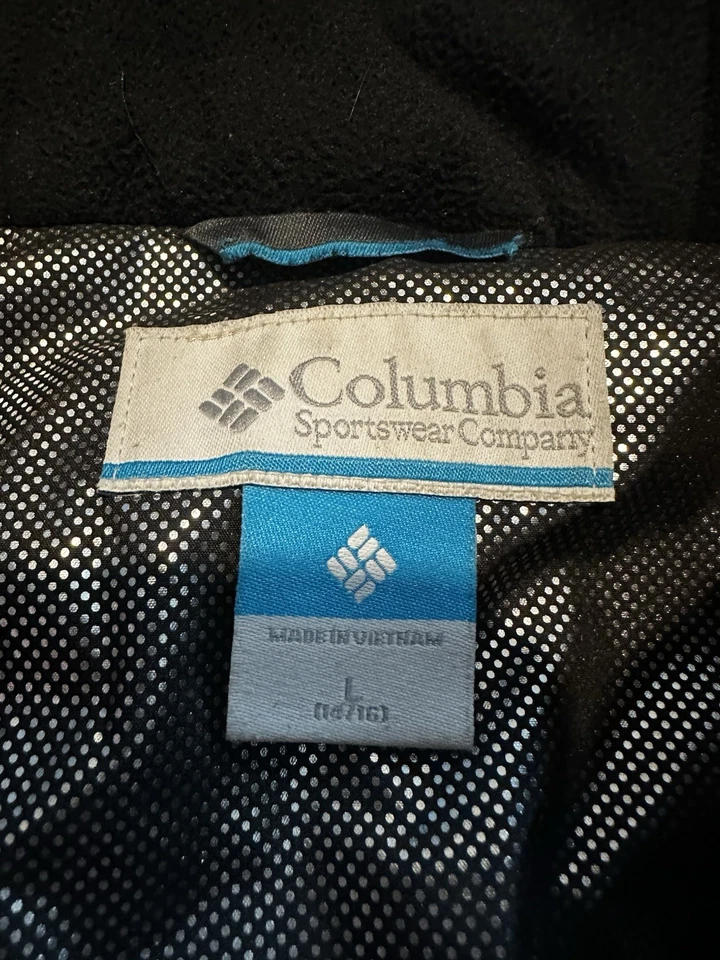 Columbia
Sportswear Company
MADE IN VIETNAM
L
(14/16)